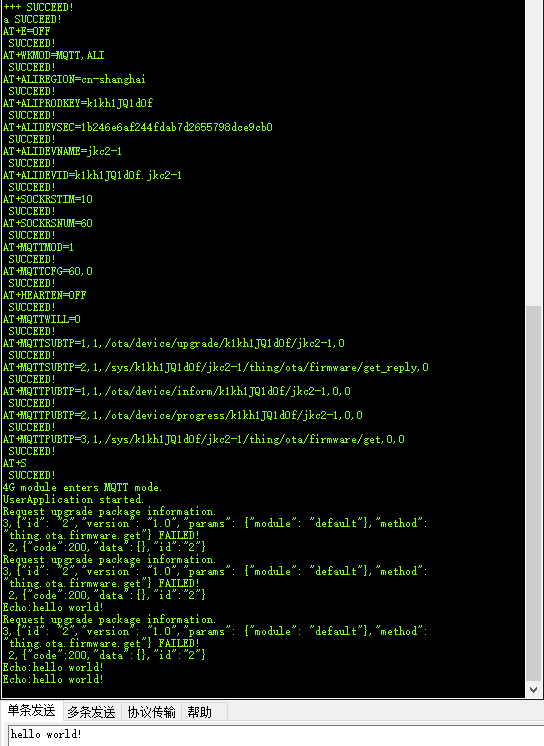 +++ SUCCEED!
a SUCCEED!
AT+E=OFF
SUCCEED!
AT+WKMOD=MQTT,ALI
SUCCEED!
AT+ALIREGION=cn-shanghai
SUCCEED!
AT+ALIPRODKEY=k1kh1JQ1d0f
SUCCEED!
AT+ALIDEVSEC=1b246e6af244fdab7d2655798dce9cb0
SUCCEED!
AT+ALIDEVNAME=jkc2-1
SUCCEED!
AT+ALIDEVID=k1kh1JQ1d0f.jkc2-1
SUCCEED!
AT+SOCKRSTIM=10
SUCCEED!
AT+SOCKRSNUM=60
SUCCEED!
AT+MQTTMOD=1
SUCCEED!
AT+MQTTCFG=60,0
SUCCEED!
AT+HEARTEN=OFF
SUCCEED!
AT+MQTTWILL=0
SUCCEED!
AT+MQTTSUBTP=1,1,/ota/device/upgrade/k1kh1JQ1d0f/jkc2-1,0
SUCCEED!
AT+MQTTSUBTP=2,1,/sys/k1kh1JQ1d0f/jkc2-1/thing/ota/firmware/get_reply,0
SUCCEED!
AT+MQTTPUBTP=1,1,/ota/device/inform/k1kh1JQ1d0f/jkc2-1,0,0
SUCCEED!
AT+MQTTPUBTP=2,1,/ota/device/progress/k1kh1JQ1d0f/jkc2-1,0,0
SUCCEED!
AT+MQTTPUBTP=3,1,/sys/k1kh1JQ1d0f/jkc2-1/thing/ota/firmware/get,0,0
SUCCEED!
AT+S
SUCCEED!
4G module enters MQTT mode.
UserApplication started.
Request upgrade package information.
3,{"id": "2","version": "1.0","params": {"module": "default"},"method":
"thing.ota.firmware.get"} FAILED!
2,{"code":200,"data":{},"id":"2"}
Request upgrade package information.
3,{"id": "2","version": "1.0","params": {"module": "default"},"method":
"thing.ota.firmware.get"} FAILED!
2,{"code":200,"data":{},"id":"2"}
Echo:hello world!
Request upgrade package information.
3,{"id": "2","version": "1.0","params": {"module": "default"},"method":
"thing.ota.firmware.get"} FAILED!
2,{"code":200,"data":{},"id":"2"}
Echo:hello world!
Echo:hello world!
单条发送 多条发送 协议传输 帮助
hello world!